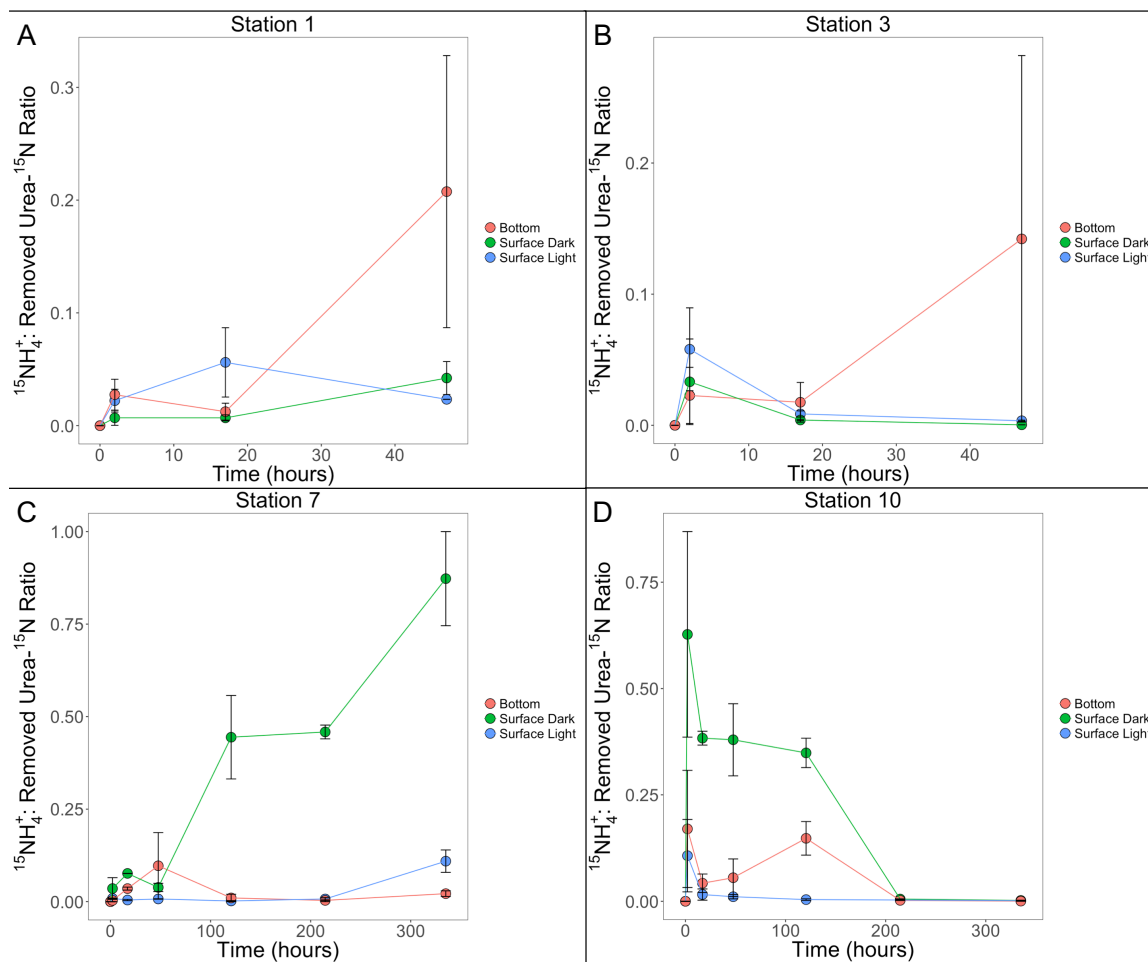 A
Station 1
¹⁵NH₄⁺: Removed Urea-¹⁵N Ratio
0.3
0.2
0.1
0.0
0 10 20 30 40
Time (hours)
Bottom
Surface Dark
Surface Light
B
Station 3
¹⁵NH₄⁺: Removed Urea-¹⁵N Ratio
0.2
0.1
0.0
0 10 20 30 40
Time (hours)
Bottom
Surface Dark
Surface Light
C
Station 7
¹⁵NH₄⁺: Removed Urea-¹⁵N Ratio
1.00
0.75
0.50
0.25
0.00
0 100 200 300
Time (hours)
Bottom
Surface Dark
Surface Light
D
Station 10
¹⁵NH₄⁺: Removed Urea-¹⁵N Ratio
0.75
0.50
0.25
0.00
0 100 200 300
Time (hours)
Bottom
Surface Dark
Surface Light